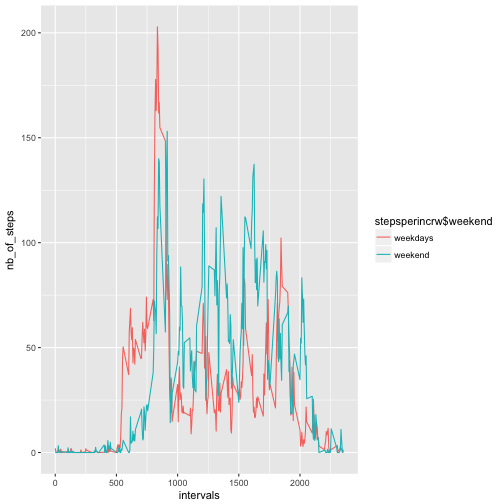 200
150
100
50
0
nb_of_steps
0 500 1000 1500 2000
intervals
stepsperincrw$weekend
weekdays
weekend